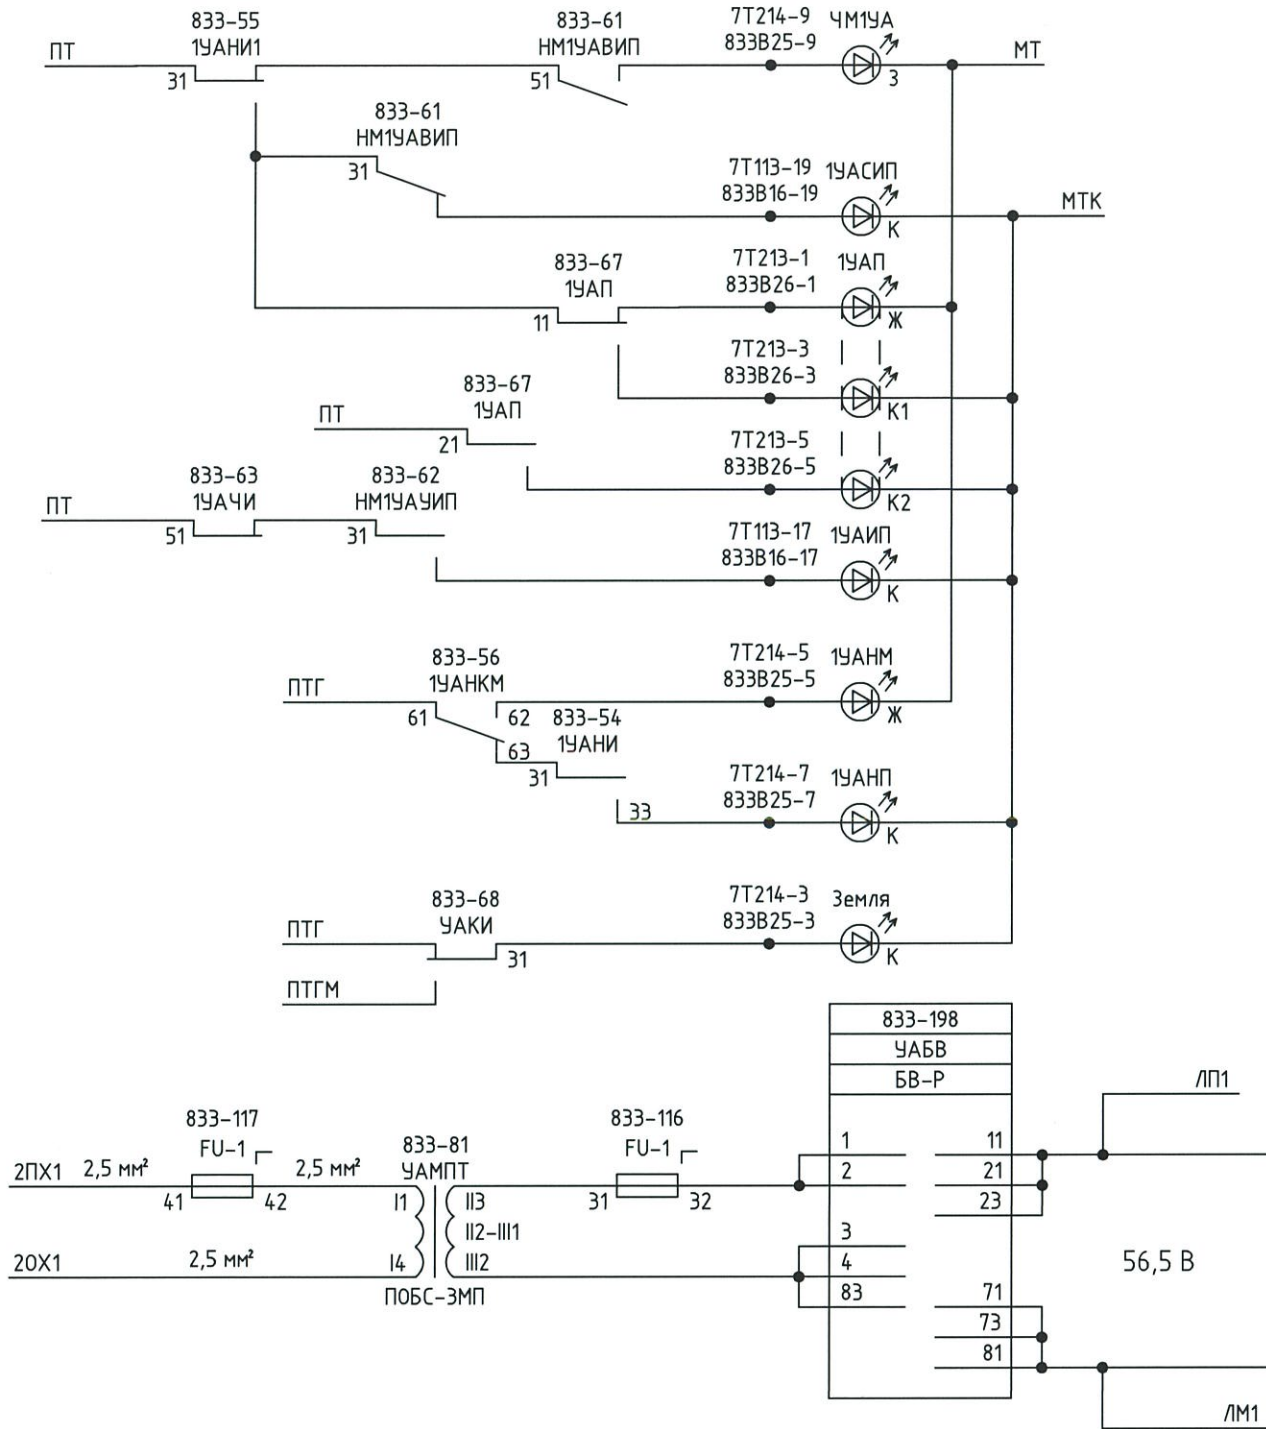 833-55
1УАНИ1
ПТ
31
833-61
НМ1УАВИП
51
7Т214-9
833В25-9
ЧМ1УА
З
МТ
833-61
НМ1УАВИП
31
7Т113-19
833В16-19
1УАСИП
К
МТК
833-67
1УАП
11
7Т213-1
833В26-1
1УАП
Ж
7Т213-3
833В26-3
К1
833-67
1УАП
ПТ
21
7Т213-5
833В26-5
К2
833-63
1УАЧИ
ПТ
51
833-62
НМ1УАУИП
31
7Т113-17
833В16-17
1УАИП
К
833-56
1УАНКМ
ПТГ
61
62
63
833-54
1УАНИ
31
33
7Т214-5
833В25-5
1УАНМ
Ж
7Т214-7
833В25-7
1УАНП
К
833-68
УАКИ
ПТГ
31
ПТГМ
7Т214-3
833В25-3
Земля
К
833-198
УАБВ
БВ-Р
833-117
FU-1
2ПХ1
2,5 мм²
41
42
2,5 мм²
833-81
УАМПТ
I1
II3
II2-III1
I4
III2
ПОБС-3МП
2ОХ1
2,5 мм²
833-116
FU-1
31
32
1
2
3
4
83
11
21
23
71
73
81
ЛП1
56,5 В
ЛМ1